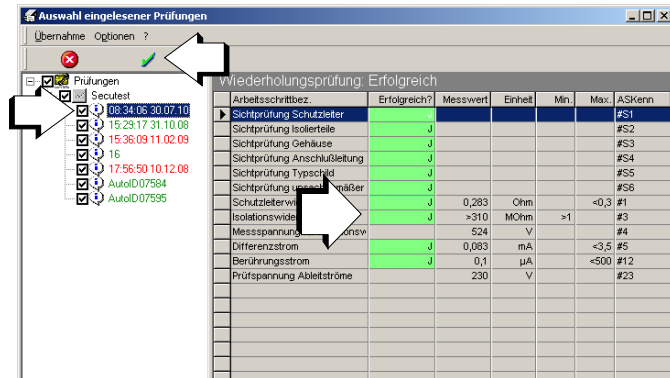 Auswahl eingelesener Prüfungen
Übernahme Optionen ?
Prüfungen
Secutest
08:34:06 30.07.10
15:29:17 31.10.08
15:36:09 11.02.09
16
17:56:50 10.12.08
AutoID07584
AutoID07595
Wiederholungsprüfung: Erfolgreich
Arbeitsschrittbez. Erfolgreich? Messwert Einheit Min. Max. ASKenn
Sichtprüfung Schutzleiter J #S1
Sichtprüfung Isolierteile J #S2
Sichtprüfung Gehäuse J #S3
Sichtprüfung Anschlußleitung J #S4
Sichtprüfung Typschild J #S5
Sichtprüfung J #S6
J 0,283 Ohm <0,3 #1
J >310 MOhm >1 #3
524 V #4
Differenzstrom J 0,083 mA <3,5 #5
Berührungsstrom J 0,1 µA <500 #12
Prüfspannung Ableitströme 230 V #23